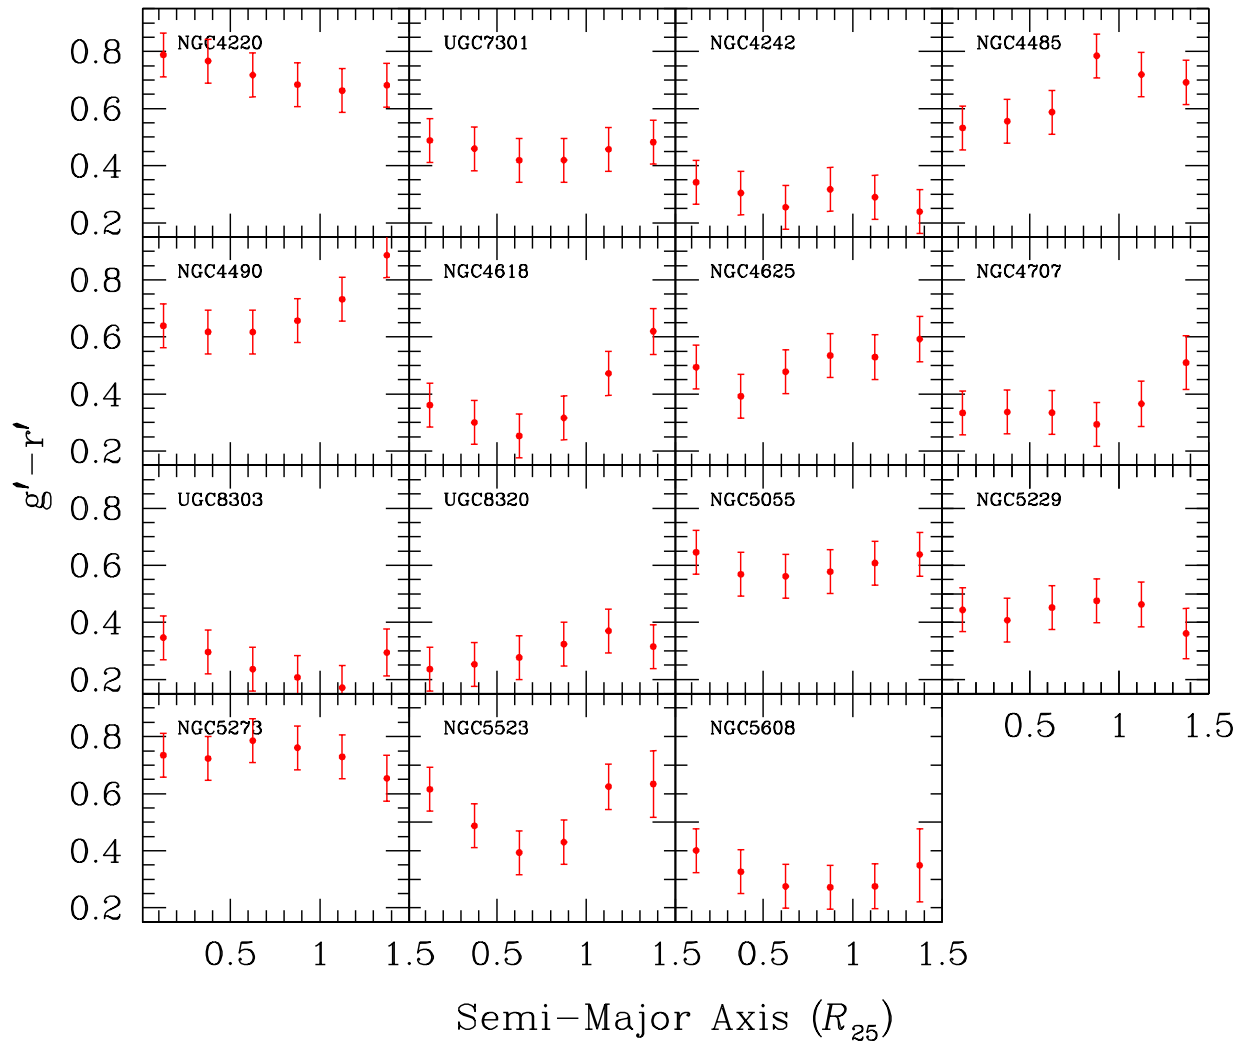 NGC4220 UGC7301 NGC4242 NGC4485
0.8
0.6
0.4
0.2
NGC4490 NGC4618 NGC4625 NGC4707
0.8
0.6
0.4
0.2
g′−r′
UGC8303 UGC8320 NGC5055 NGC5229
0.8
0.6
0.4
0.2
0.5 1 1.5
NGC5273 NGC5523 NGC5608
0.8
0.6
0.4
0.2
0.5 1 1.5 0.5 1 1.5 0.5 1 1.5
Semi−Major Axis (R25)